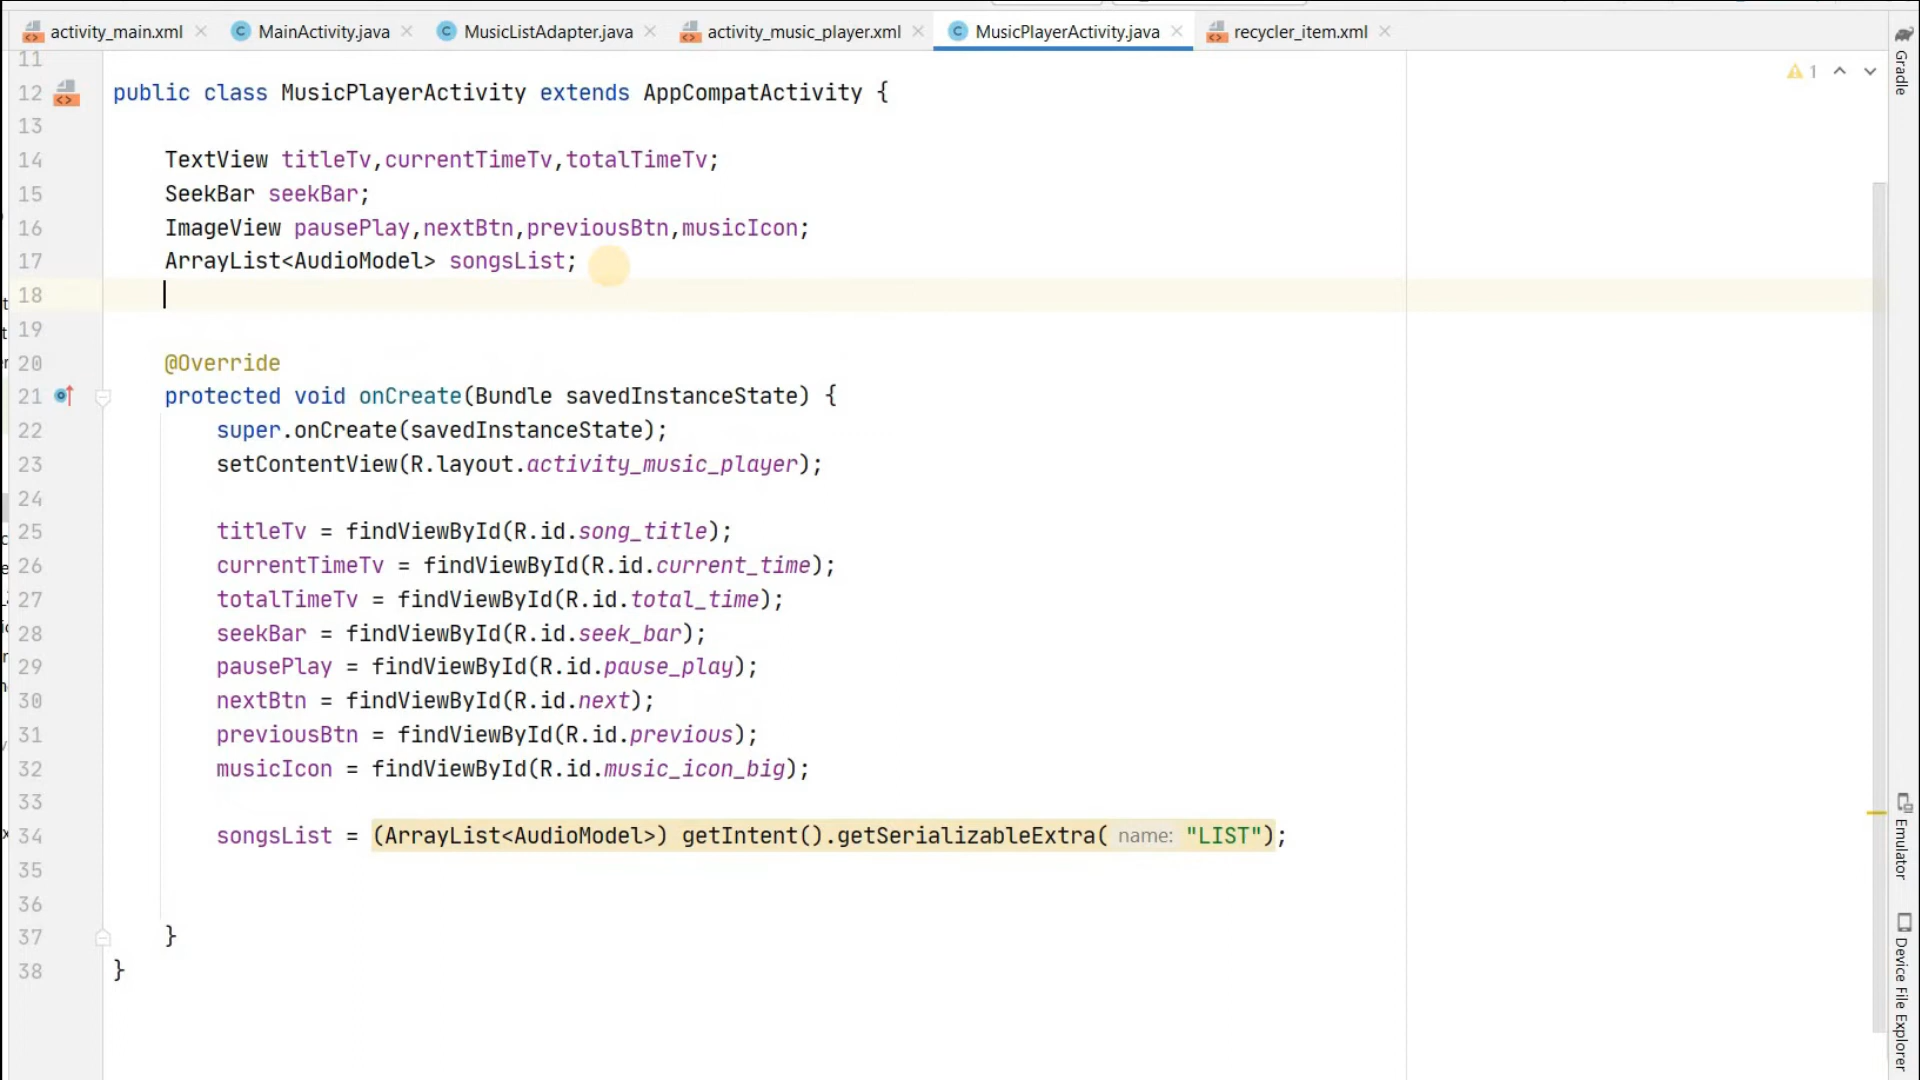 activity_main.xml MainActivity.java MusicListAdapter.java activity_music_player.xml MusicPlayerActivity.java recycler_item.xml
11
1
12 public class MusicPlayerActivity extends AppCompatActivity {
13
14 TextView titleTv,currentTimeTv,totalTimeTv;
15 SeekBar seekBar;
16 ImageView pausePlay,nextBtn,previousBtn,musicIcon;
17 ArrayList<AudioModel> songsList;
18
19
20 @Override
21 protected void onCreate(Bundle savedInstanceState) {
22 super.onCreate(savedInstanceState);
23 setContentView(R.layout.activity_music_player);
24
25 titleTv = findViewById(R.id.song_title);
26 currentTimeTv = findViewById(R.id.current_time);
27 totalTimeTv = findViewById(R.id.total_time);
28 seekBar = findViewById(R.id.seek_bar);
29 pausePlay = findViewById(R.id.pause_play);
30 nextBtn = findViewById(R.id.next);
31 previousBtn = findViewById(R.id.previous);
32 musicIcon = findViewById(R.id.music_icon_big);
33
34 songsList = (ArrayList<AudioModel>) getIntent().getSerializableExtra( name: "LIST");
35
36
37 }
38 }
Gradle
Emulator
Device File Explorer